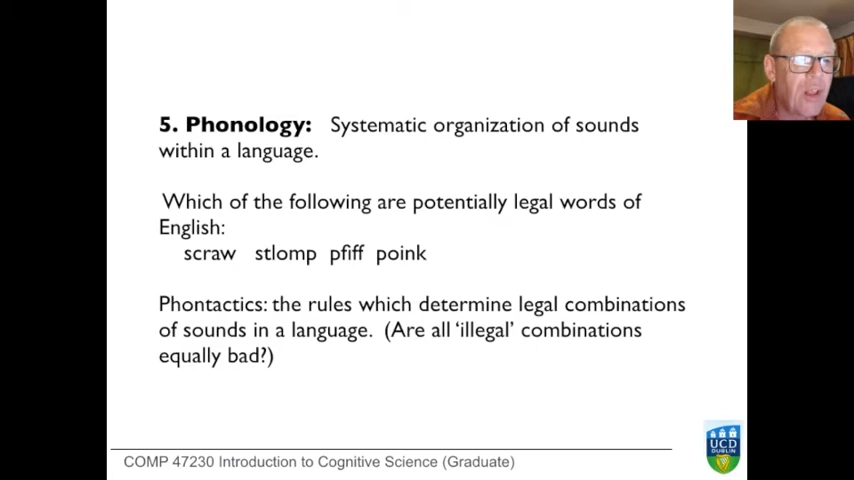 5. Phonology: Systematic organization of sounds
within a language.
Which of the following are potentially legal words of
English:
scraw stlomp pfiff poink
Phontactics: the rules which determine legal combinations
of sounds in a language. (Are all ‘illegal’ combinations
equally bad?)
COMP 47230 Introduction to Cognitive Science (Graduate)
UCD
DUBLIN